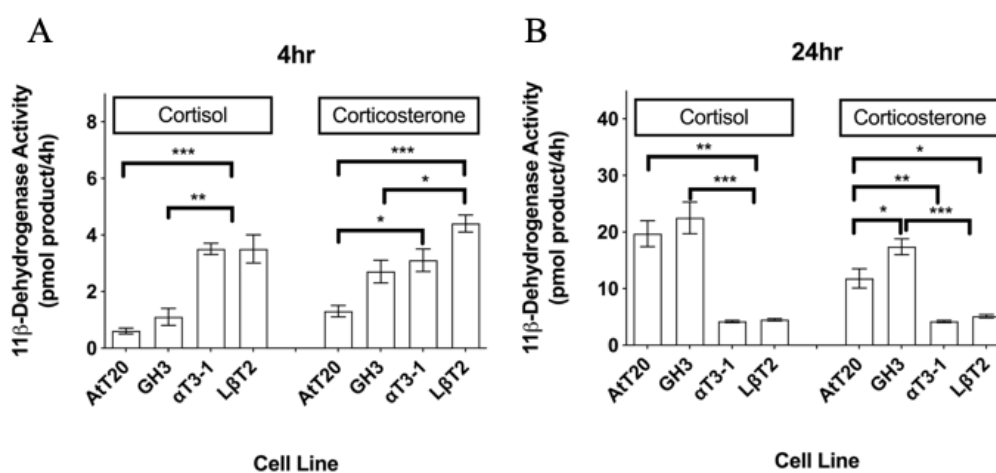 A
4hr
11β-Dehydrogenase Activity
(pmol product/4h)
8
6
4
2
0
Cortisol
Corticosterone
***
**
***
*
*
AtT20
GH3
αT3-1
LβT2
AtT20
GH3
αT3-1
LβT2
Cell Line
B
24hr
11β-Dehydrogenase Activity
(pmol product/4h)
40
30
20
10
0
Cortisol
Corticosterone
**
***
*
**
*
***
AtT20
GH3
αT3-1
LβT2
AtT20
GH3
αT3-1
LβT2
Cell Line